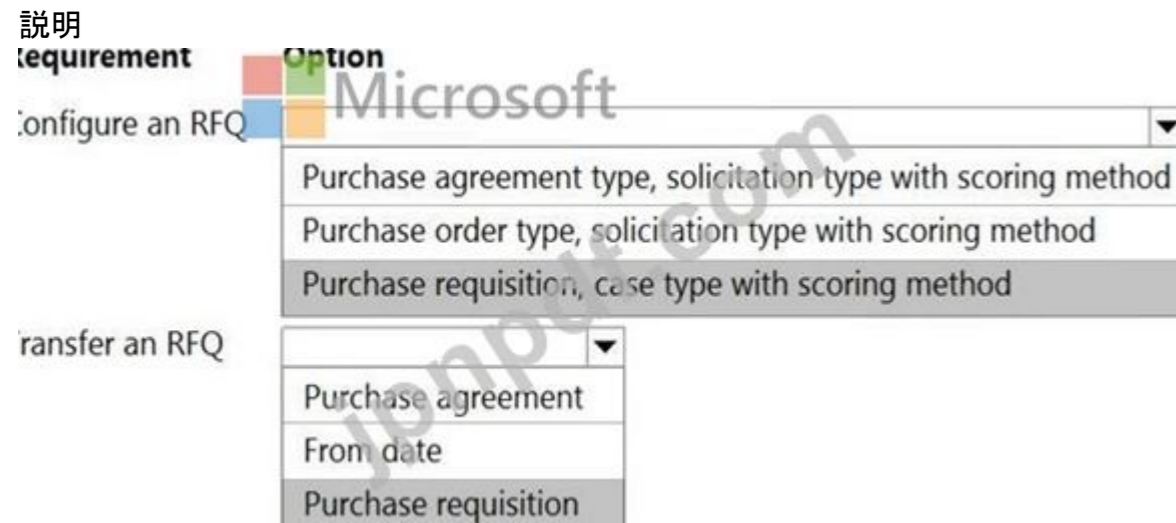 説明
Requirement Option
Microsoft
Configure an RFQ
Purchase agreement type, solicitation type with scoring method
Purchase order type, solicitation type with scoring method
Purchase requisition, case type with scoring method
Transfer an RFQ
Purchase agreement
From date
Purchase requisition
jpnpdf.com